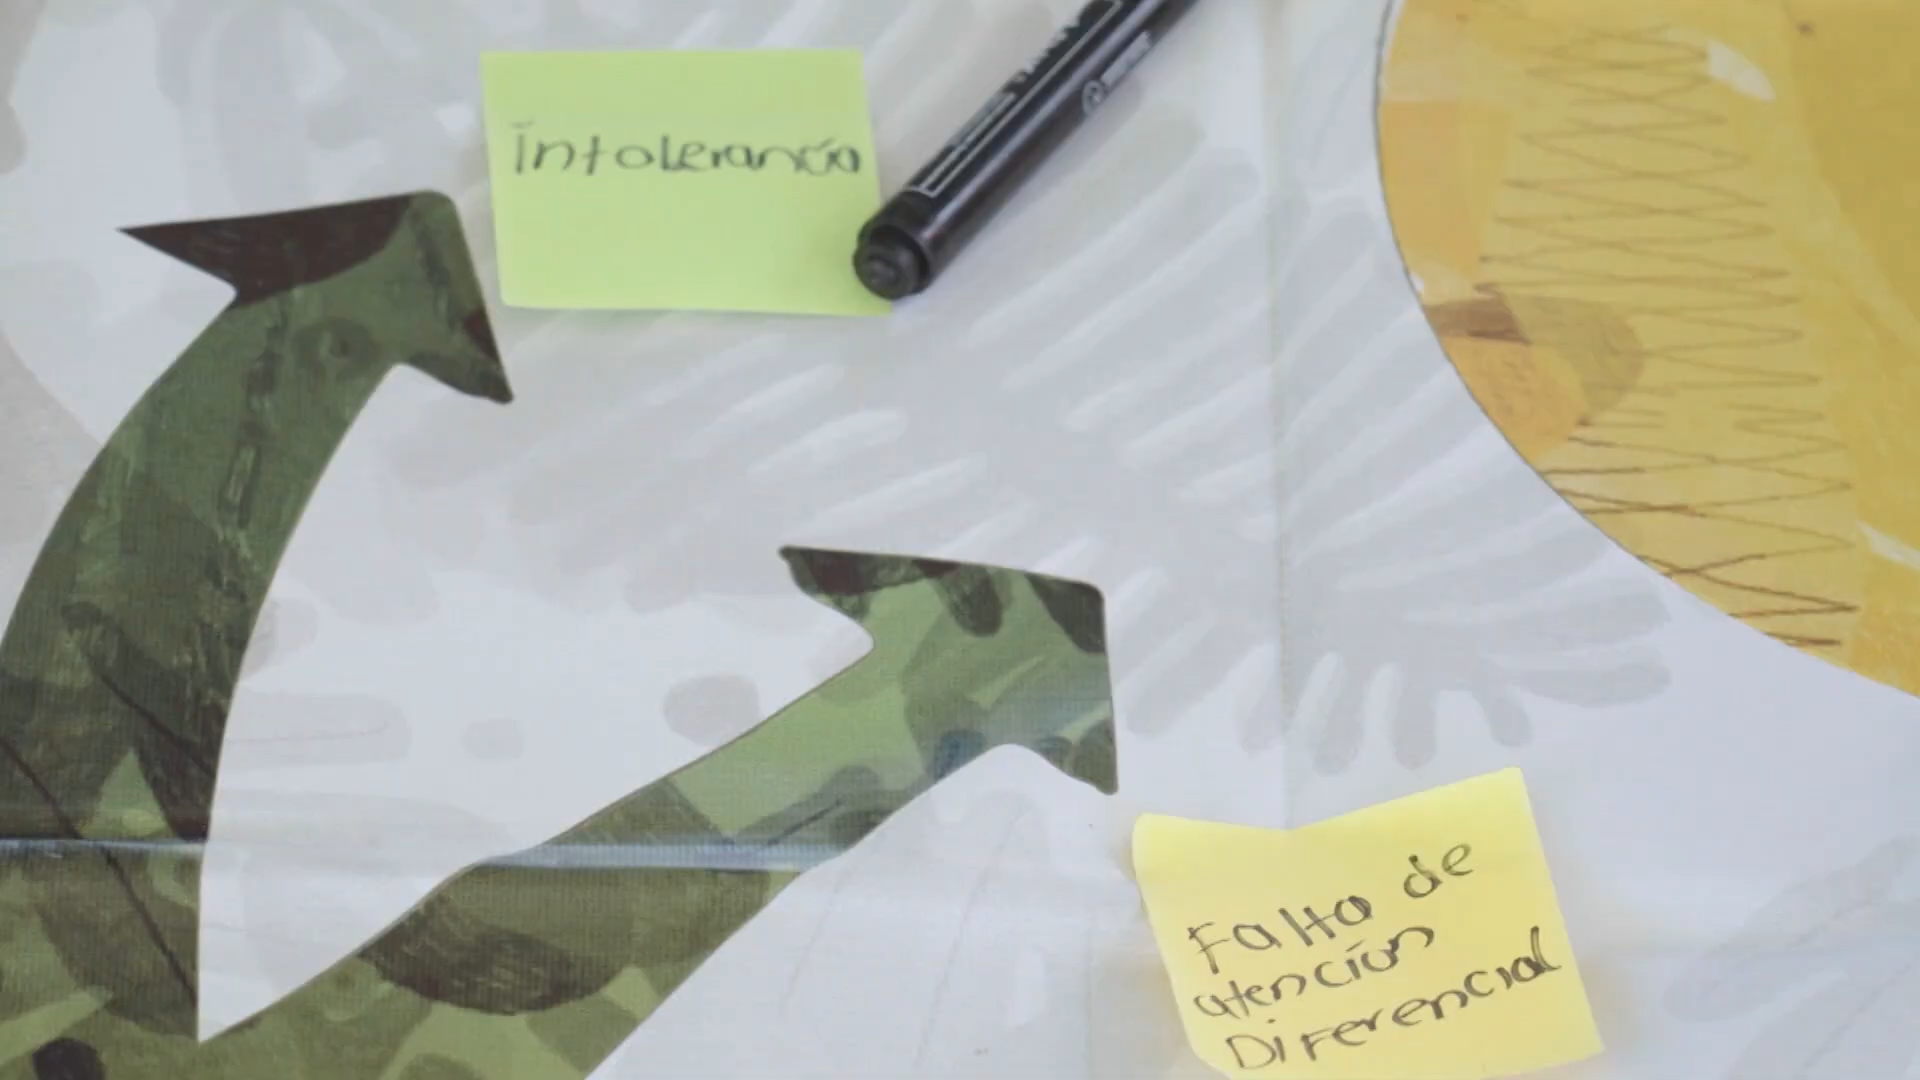 Intolerancia
Falta de
atención
Diferencial